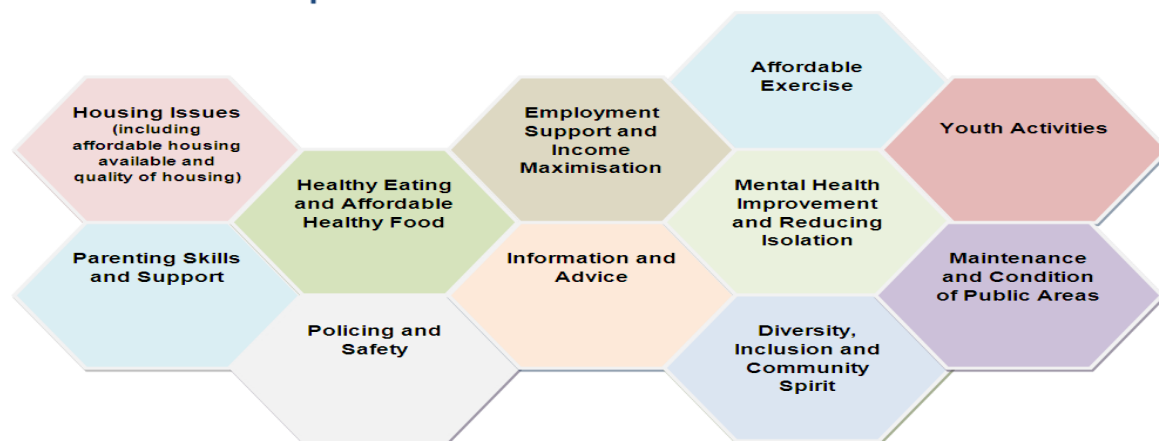 Housing Issues
(including
affordable housing
available and
quality of housing)
Parenting Skills
and Support
Healthy Eating
and Affordable
Healthy Food
Policing and
Safety
Employment
Support and
Income
Maximisation
Information and
Advice
Affordable
Exercise
Mental Health
Improvement
and Reducing
Isolation
Diversity,
Inclusion and
Community
Spirit
Youth Activities
Maintenance
and Condition
of Public Areas